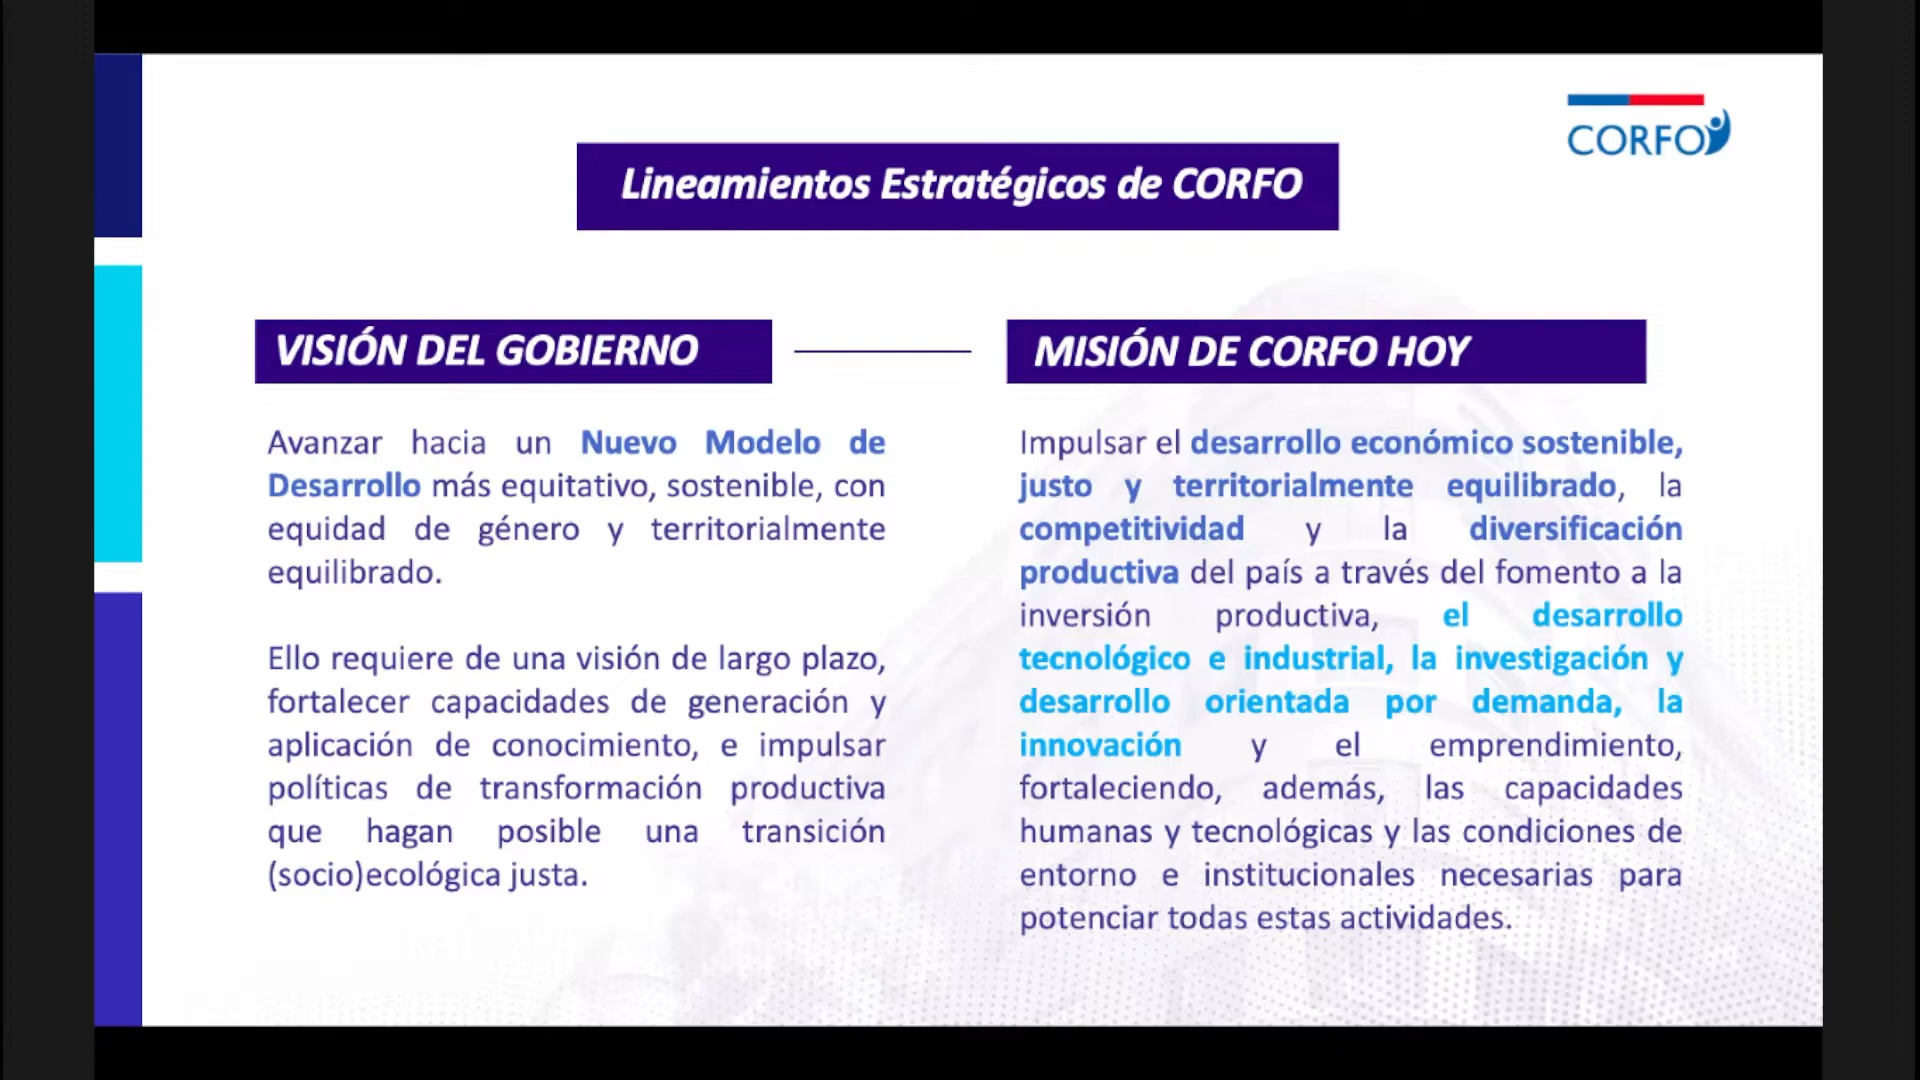 CORFO
Lineamientos Estratégicos de CORFO
VISIÓN DEL GOBIERNO
Avanzar hacia un Nuevo Modelo de
Desarrollo más equitativo, sostenible, con
equidad de género y territorialmente
equilibrado.
Ello requiere de una visión de largo plazo,
fortalecer capacidades de generación y
aplicación de conocimiento, e impulsar
políticas de transformación productiva
que hagan posible una transición
(socio)ecológica justa.
MISIÓN DE CORFO HOY
Impulsar el desarrollo económico sostenible,
justo y territorialmente equilibrado, la
competitividad y la diversificación
productiva del país a través del fomento a la
inversión productiva, el desarrollo
tecnológico e industrial, la investigación y
desarrollo orientada por demanda, la
innovación y el emprendimiento,
fortaleciendo, además, las capacidades
humanas y tecnológicas y las condiciones de
entorno e institucionales necesarias para
potenciar todas estas actividades.